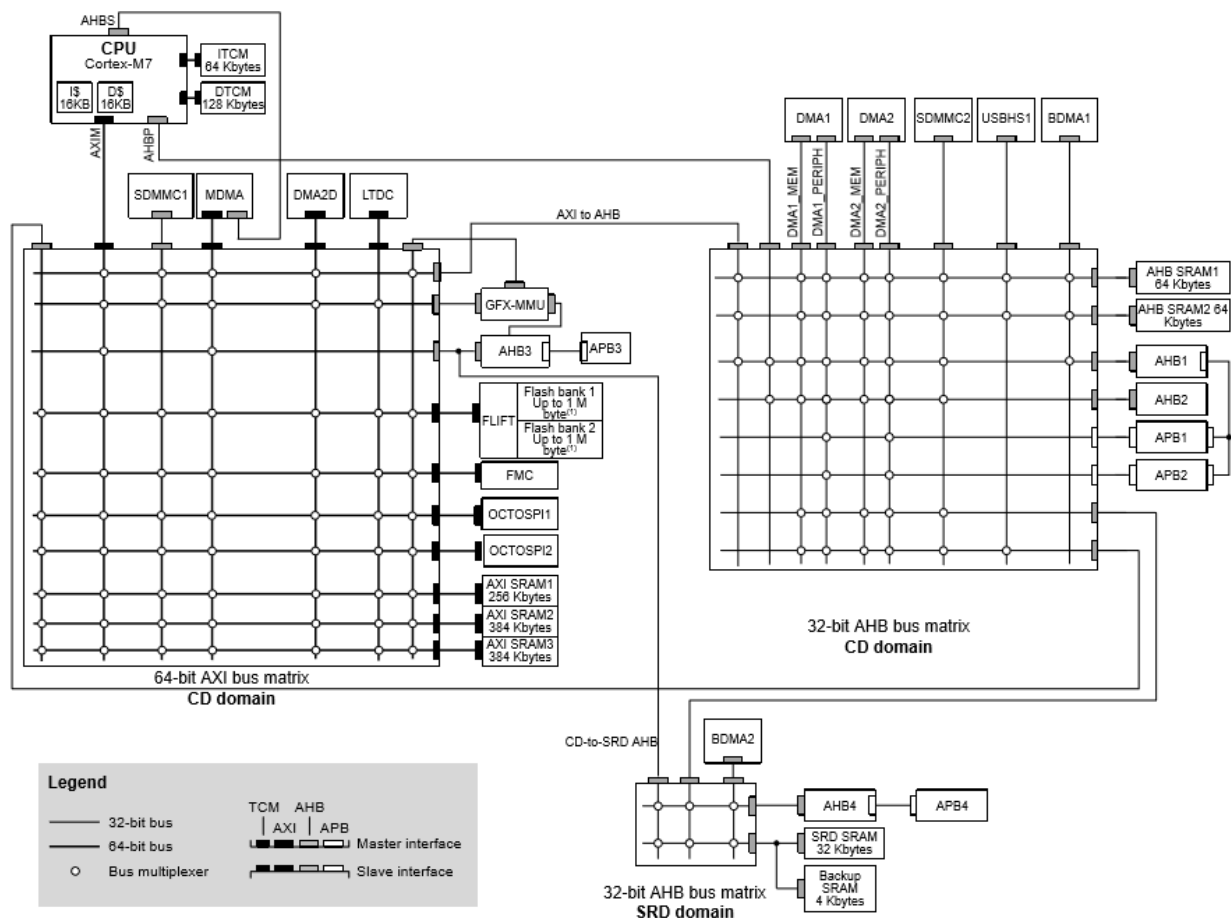 AHBS
CPU
Cortex-M7
I$
16KB
D$
16KB
ITCM
64 Kbytes
DTCM
128 Kbytes
AXIM
AHBP
SDMMC1
MDMA
DMA2D
LTDC
AXI to AHB
DMA1
DMA2
SDMMC2
USBHS1
BDMA1
DMA1_MEM
DMA1_PERIPH
DMA2_MEM
DMA2_PERIPH
GFX-MMU
AHB3
APB3
FLIFT
Flash bank 1
Up to 1 M
byte(1)
Flash bank 2
Up to 1 M
byte(1)
FMC
OCTOSPI1
OCTOSPI2
AXI SRAM1
256 Kbytes
AXI SRAM2
384 Kbytes
AXI SRAM3
384 Kbytes
64-bit AXI bus matrix
CD domain
AHB SRAM1
64 Kbytes
AHB SRAM2 64
Kbytes
AHB1
AHB2
APB1
APB2
32-bit AHB bus matrix
CD domain
CD-to-SRD AHB
BDMA2
AHB4
APB4
SRD SRAM
32 Kbytes
Backup
SRAM
4 Kbytes
32-bit AHB bus matrix
SRD domain
Legend
32-bit bus
64-bit bus
Bus multiplexer
TCM AHB
AXI APB
Master interface
Slave interface